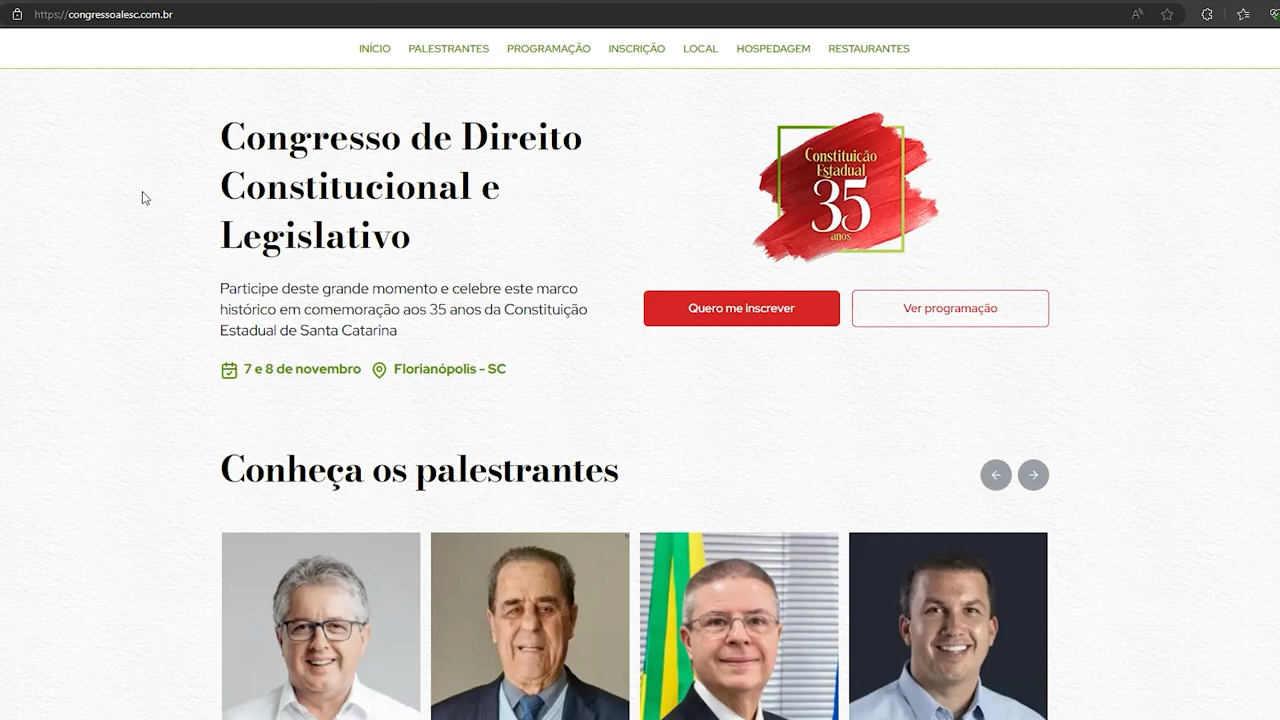 https://congressoalesc.com.br
INÍCIO PALESTRANTES PROGRAMAÇÃO INSCRIÇÃO LOCAL HOSPEDAGEM RESTAURANTES
Congresso de Direito
Constitucional e
Legislativo
Participe deste grande momento e celebre este marco
histórico em comemoração aos 35 anos da Constituição
Estadual de Santa Catarina
7 e 8 de novembro Florianópolis - SC
Constituição
Estadual
35
anos
Quero me inscrever Ver programação
Conheça os palestrantes